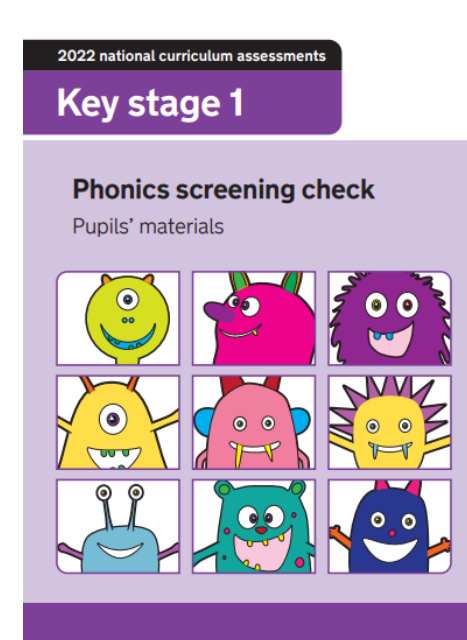 2022 national curriculum assessments
Key stage 1
Phonics screening check
Pupils’ materials